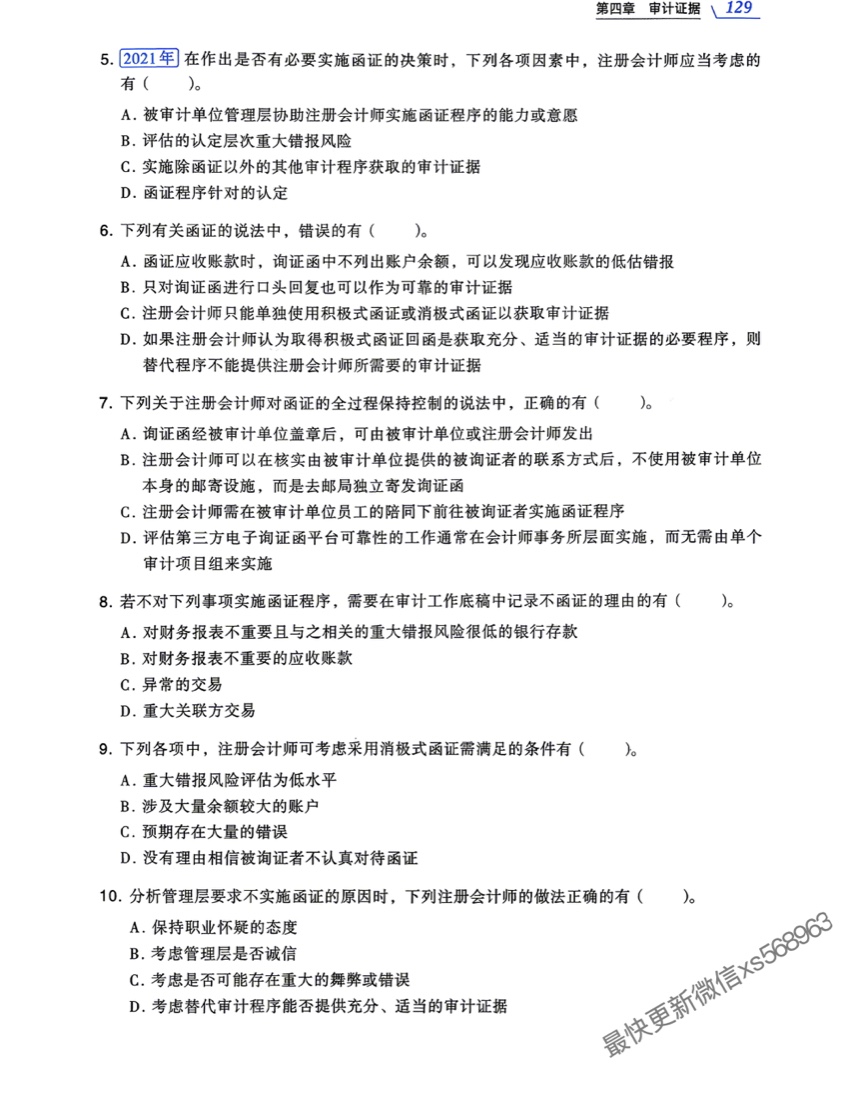 第四章 审计证据 129
5. 2021年 在作出是否有必要实施函证的决策时，下列各项因素中，注册会计师应当考虑的
有（　　）。
A. 被审计单位管理层协助注册会计师实施函证程序的能力或意愿
B. 评估的认定层次重大错报风险
C. 实施除函证以外的其他审计程序获取的审计证据
D. 函证程序针对的认定
6. 下列有关函证的说法中，错误的有（　　）。
A. 函证应收账款时，询证函中不列出账户余额，可以发现应收账款的低估错报
B. 只对询证函进行口头回复也可以作为可靠的审计证据
C. 注册会计师只能单独使用积极式函证或消极式函证以获取审计证据
D. 如果注册会计师认为取得积极式函证回函是获取充分、适当的审计证据的必要程序，则
替代程序不能提供注册会计师所需要的审计证据
7. 下列关于注册会计师对函证的全过程保持控制的说法中，正确的有（　　）。
A. 询证函经被审计单位盖章后，可由被审计单位或注册会计师发出
B. 注册会计师可以在核实由被审计单位提供的被询证者的联系方式后，不使用被审计单位
本身的邮寄设施，而是去邮局独立寄发询证函
C. 注册会计师需在被审计单位员工的陪同下前往被询证者实施函证程序
D. 评估第三方电子询证函平台可靠性的工作通常在会计师事务所层面实施，而无需由单个
审计项目组来实施
8. 若不对下列事项实施函证程序，需要在审计工作底稿中记录不函证的理由的有（　　）。
A. 对财务报表不重要且与之相关的重大错报风险很低的银行存款
B. 对财务报表不重要的应收账款
C. 异常的交易
D. 重大关联方交易
9. 下列各项中，注册会计师可考虑采用消极式函证需满足的条件有（　　）。
A. 重大错报风险评估为低水平
B. 涉及大量余额较大的账户
C. 预期存在大量的错误
D. 没有理由相信被询证者不认真对待函证
10. 分析管理层要求不实施函证的原因时，下列注册会计师的做法正确的有（　　）。
A. 保持职业怀疑的态度
B. 考虑管理层是否诚信
C. 考虑是否可能存在重大的舞弊或错误
D. 考虑替代审计程序能否提供充分、适当的审计证据
最快更新微信xs568963